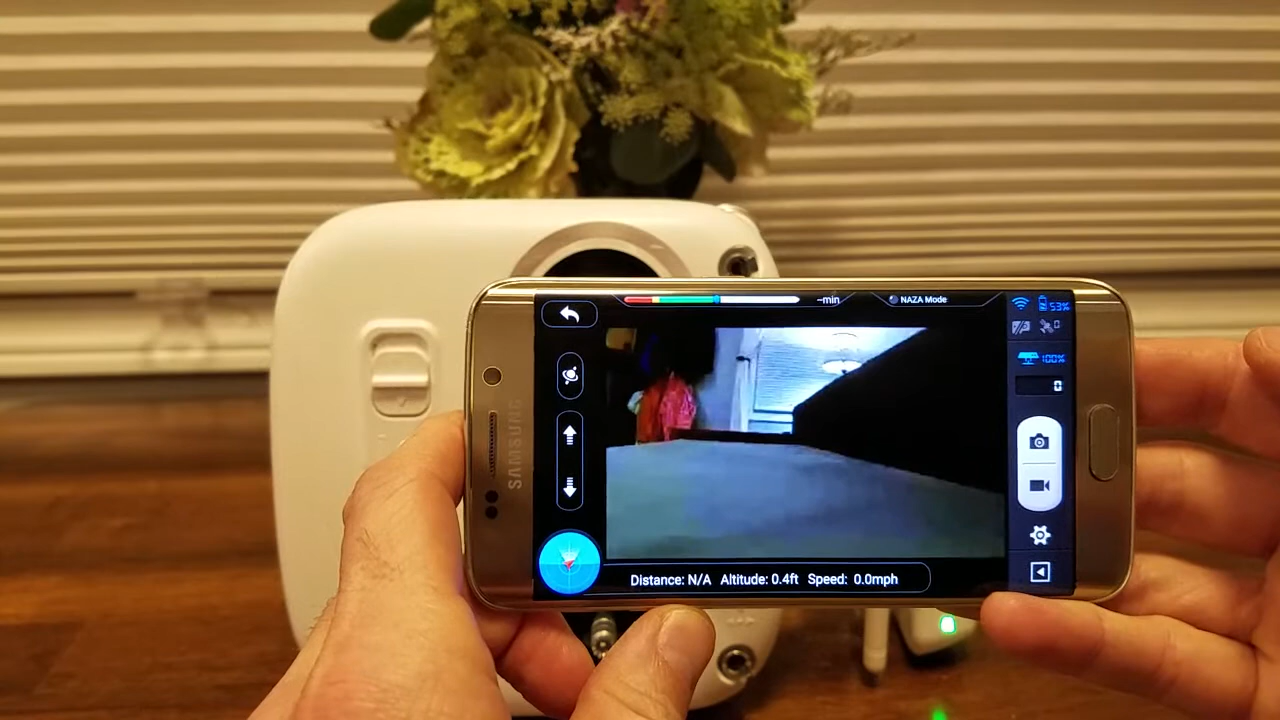 --min
NAZA Mode
53%
100%
SAMSUNG
Distance: N/A Altitude: 0.4ft Speed: 0.0mph